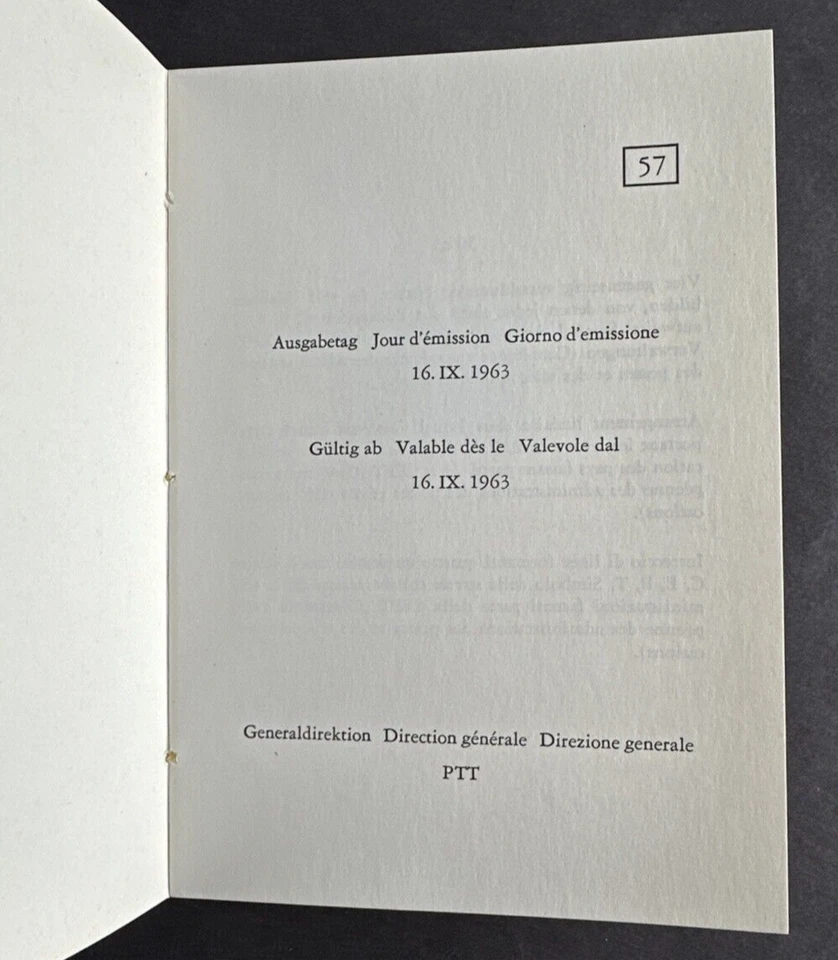 57
Ausgabetag Jour d'émission Giorno d'emissione
16. IX. 1963
Gültig ab Valable dès le Valevole dal
16. IX. 1963
Generaldirektion Direction générale Direzione generale
PTT